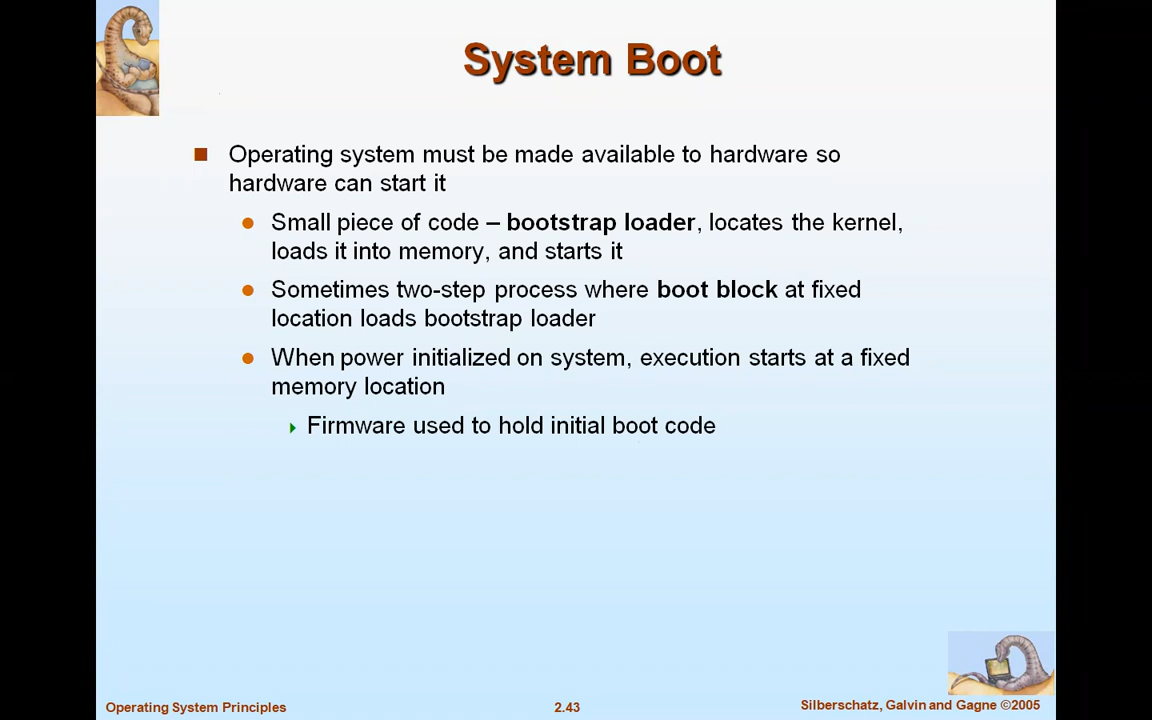 System Boot
Operating system must be made available to hardware so
hardware can start it
Small piece of code – bootstrap loader, locates the kernel,
loads it into memory, and starts it
Sometimes two-step process where boot block at fixed
location loads bootstrap loader
When power initialized on system, execution starts at a fixed
memory location
Firmware used to hold initial boot code
Operating System Principles
2.43
Silberschatz, Galvin and Gagne ©2005